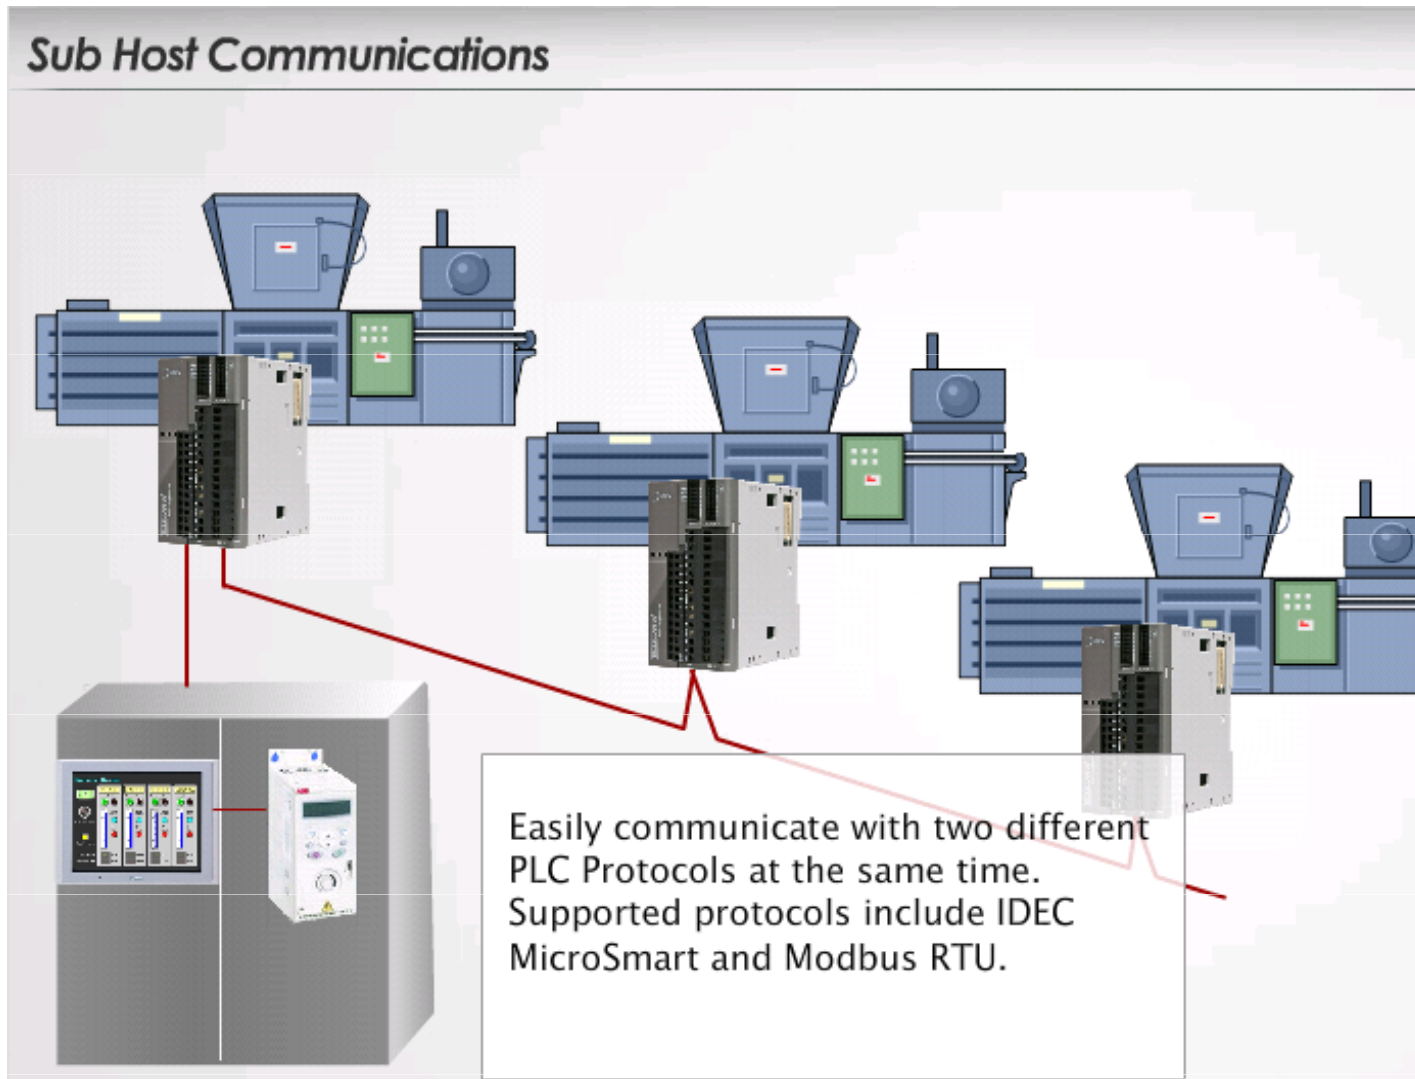 Sub Host Communications
ABB
Easily communicate with two different
PLC Protocols at the same time.
Supported protocols include IDEC
MicroSmart and Modbus RTU.